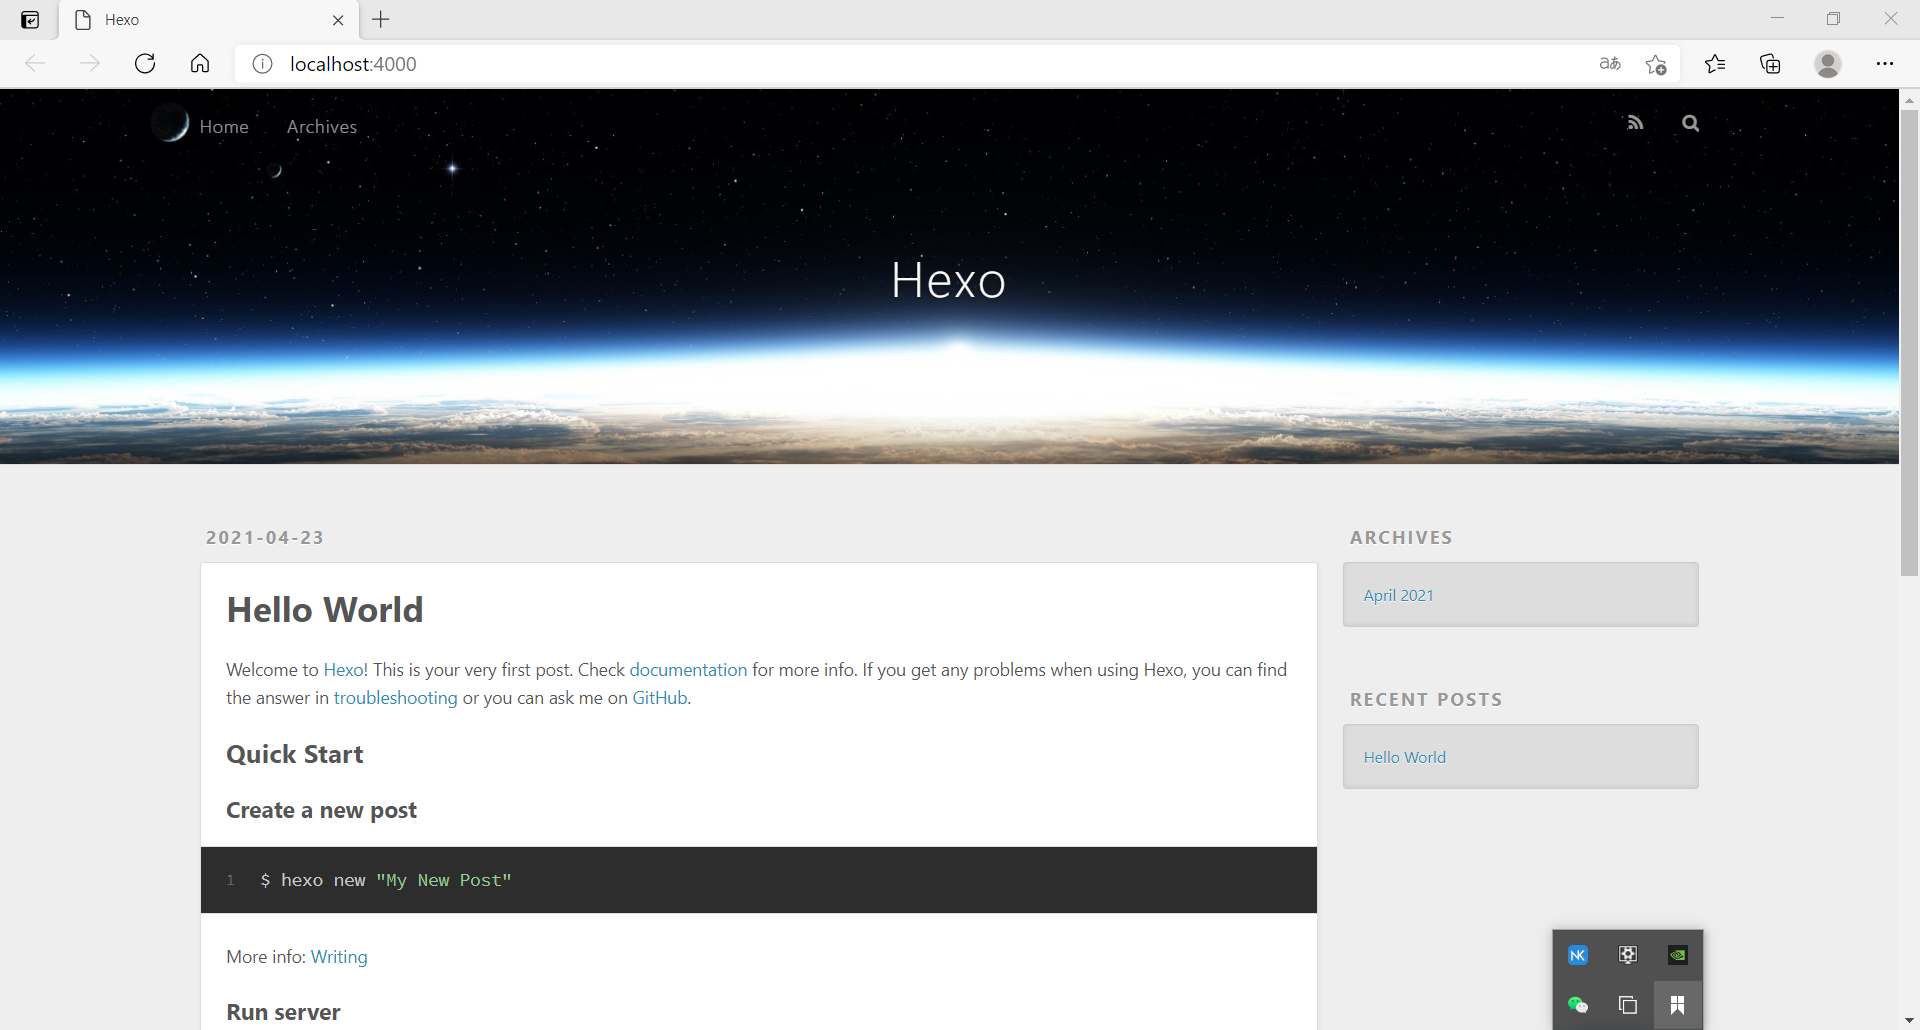 Hexo
localhost:4000
aあ
Home Archives
Hexo
2021-04-23
Hello World
Welcome to Hexo! This is your very first post. Check documentation for more info. If you get any problems when using Hexo, you can find
the answer in troubleshooting or you can ask me on GitHub.
Quick Start
Create a new post
1 $ hexo new "My New Post"
More info: Writing
Run server
ARCHIVES
April 2021
RECENT POSTS
Hello World
NK